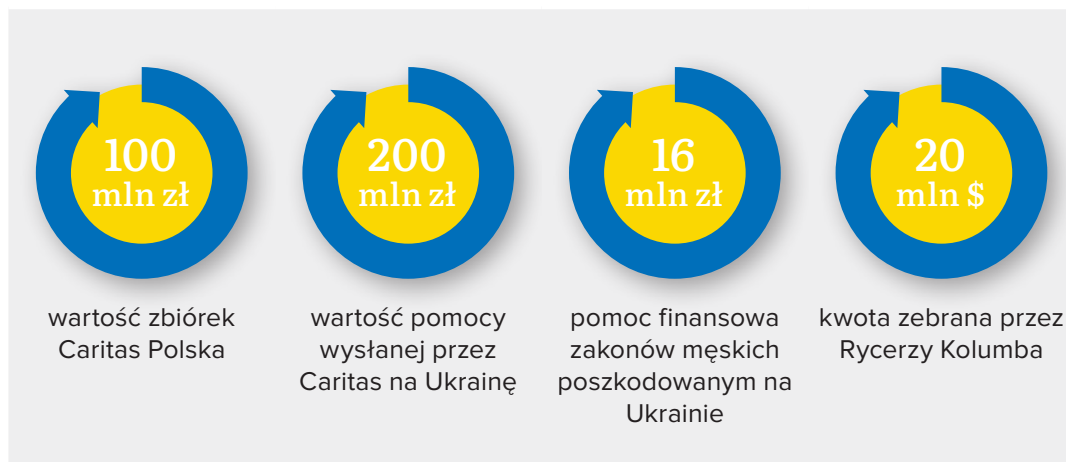 100
mln zł
wartość zbiórek
Caritas Polska
200
mln zł
wartość pomocy
wysłanej przez
Caritas na Ukrainę
16
mln zł
pomoc finansowa
zakonów męskich
poszkodowanym na
Ukrainie
20
mln $
kwota zebrana przez
Rycerzy Kolumba